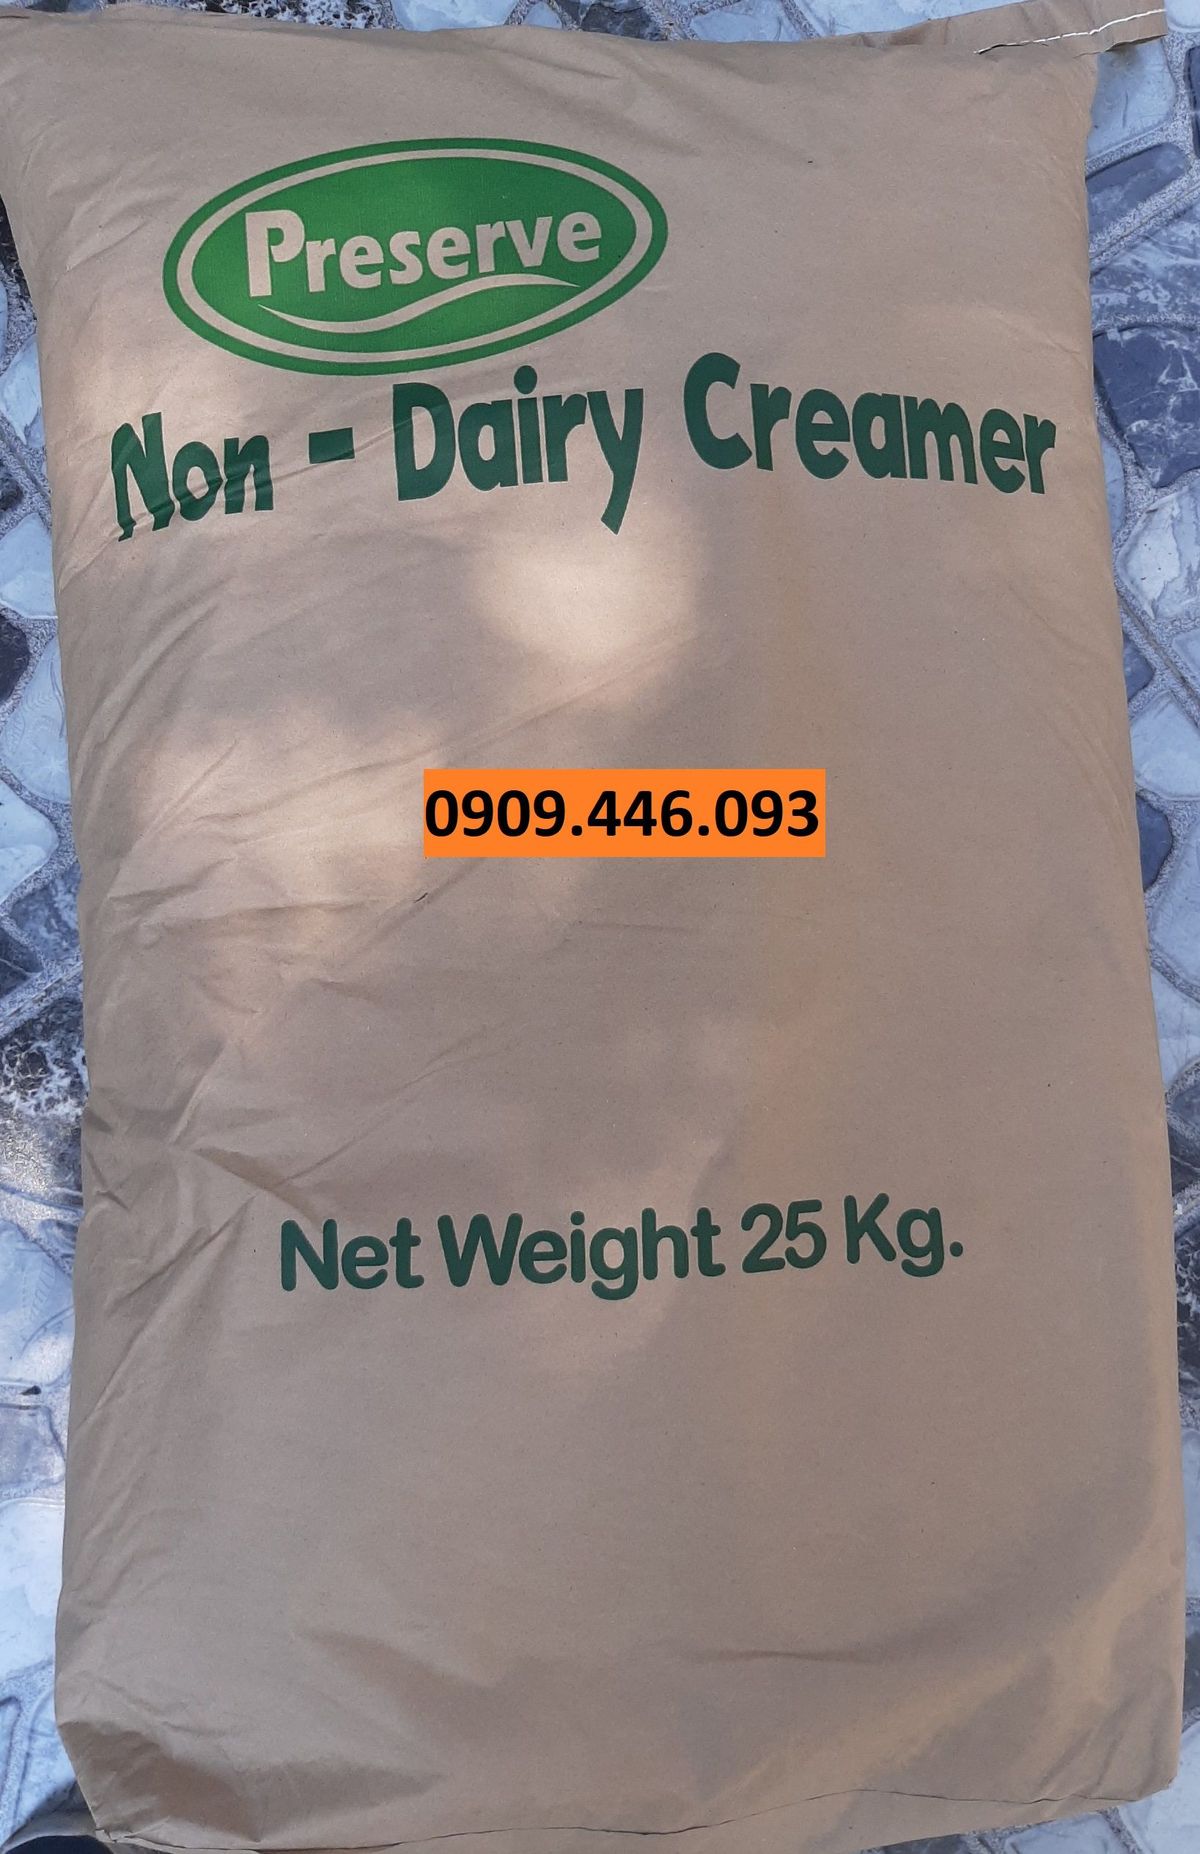 Preserve
Non - Dairy Creamer
0909.446.093
Net Weight 25 Kg.